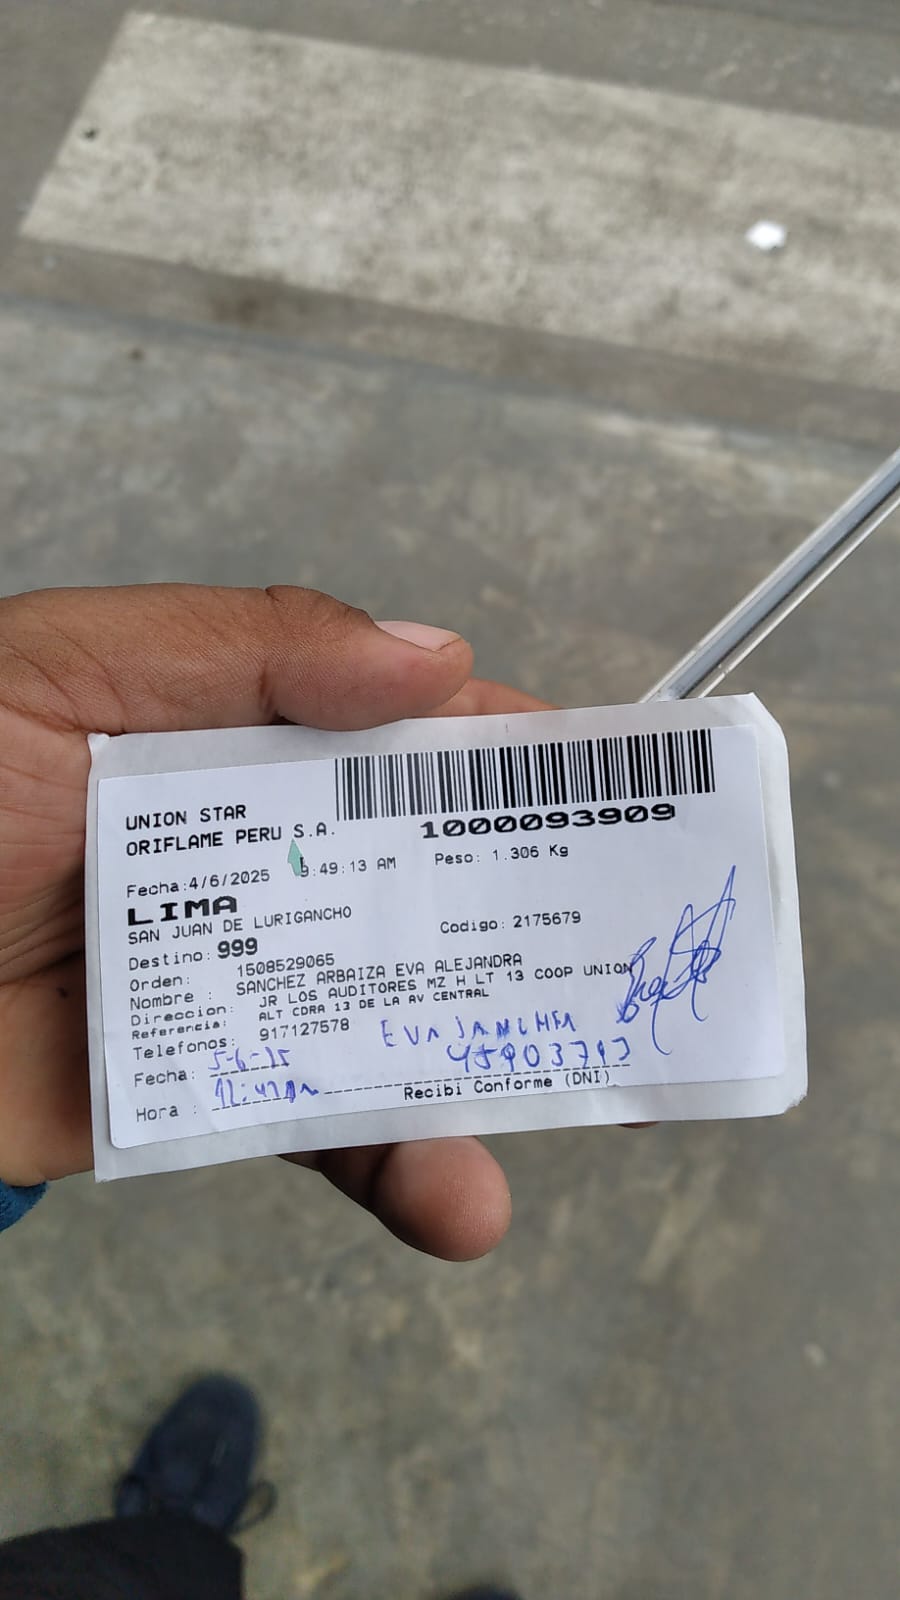 UNION STAR
ORIFLAME PERU S.A.
1000093909
Fecha:4/6/2025 9:49:13 AM Peso: 1.306 Kg
LIMA
SAN JUAN DE LURIGANCHO
Destino: 999 Codigo: 2175679
Orden: 1508529065
Nombre : SANCHEZ ARBAIZA EVA ALEJANDRA
Direccion: JR LOS AUDITORES MZ H LT 13 COOP UNION
Referencia: ALT CDRA 13 DE LA AV CENTRAL
Telefonos: 917127578
EVA
Fecha: 5-6-25
Hora :
Recibi Conforme (DNI)